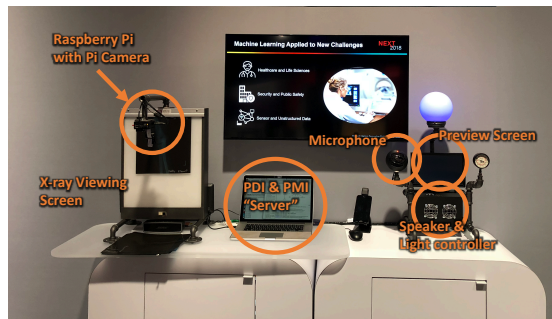 Raspberry Pi
with Pi Camera
Machine Learning Applied to New Challenges
NEXT
2018
Healthcare and Life Sciences
Security and Public Safety
Sensor and Unstructured Data
Microphone
Preview Screen
X-ray Viewing
Screen
PDI & PMI
"Server"
Speaker &
Light controller